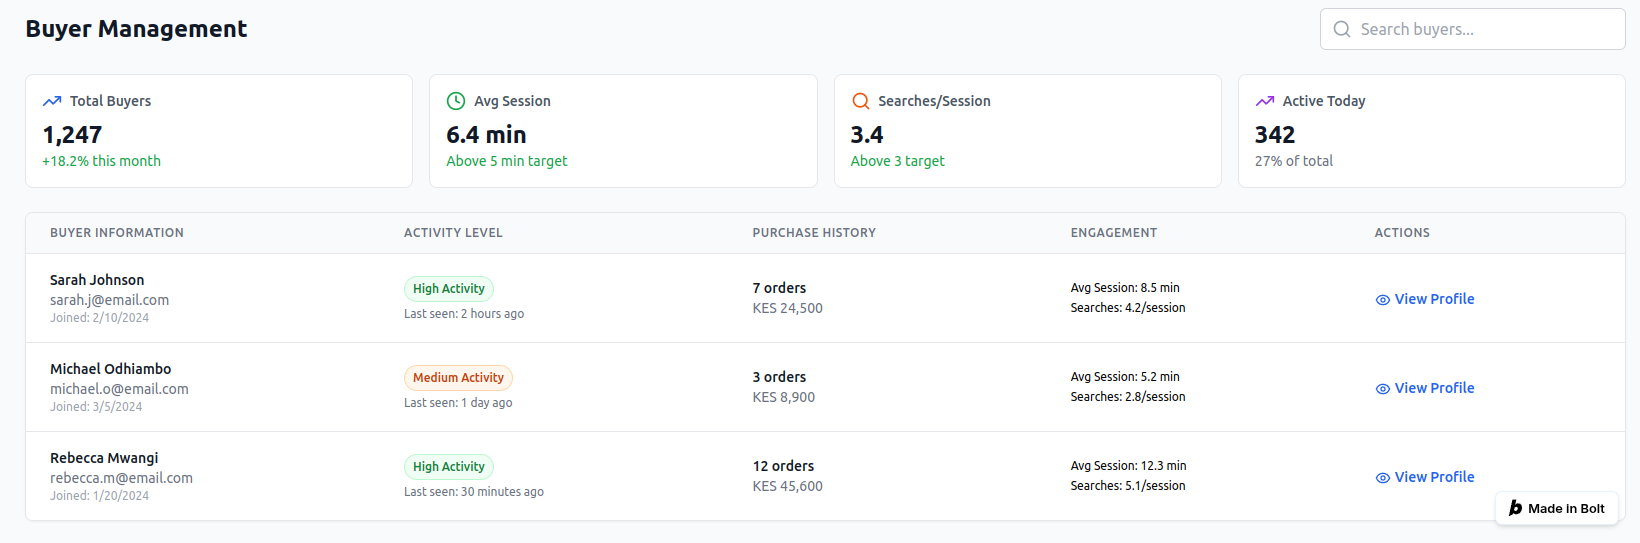 Buyer Management
Search buyers...
Total Buyers
1,247
+18.2% this month
Avg Session
6.4 min
Above 5 min target
Searches/Session
3.4
Above 3 target
Active Today
342
27% of total
BUYER INFORMATION ACTIVITY LEVEL PURCHASE HISTORY ENGAGEMENT ACTIONS
Sarah Johnson
sarah.j@email.com
Joined: 2/10/2024
High Activity
Last seen: 2 hours ago
7 orders
KES 24,500
Avg Session: 8.5 min
Searches: 4.2/session
View Profile
Michael Odhiambo
michael.o@email.com
Joined: 3/5/2024
Medium Activity
Last seen: 1 day ago
3 orders
KES 8,900
Avg Session: 5.2 min
Searches: 2.8/session
View Profile
Rebecca Mwangi
rebecca.m@email.com
Joined: 1/20/2024
High Activity
Last seen: 30 minutes ago
12 orders
KES 45,600
Avg Session: 12.3 min
Searches: 5.1/session
View Profile
b Made in Bolt